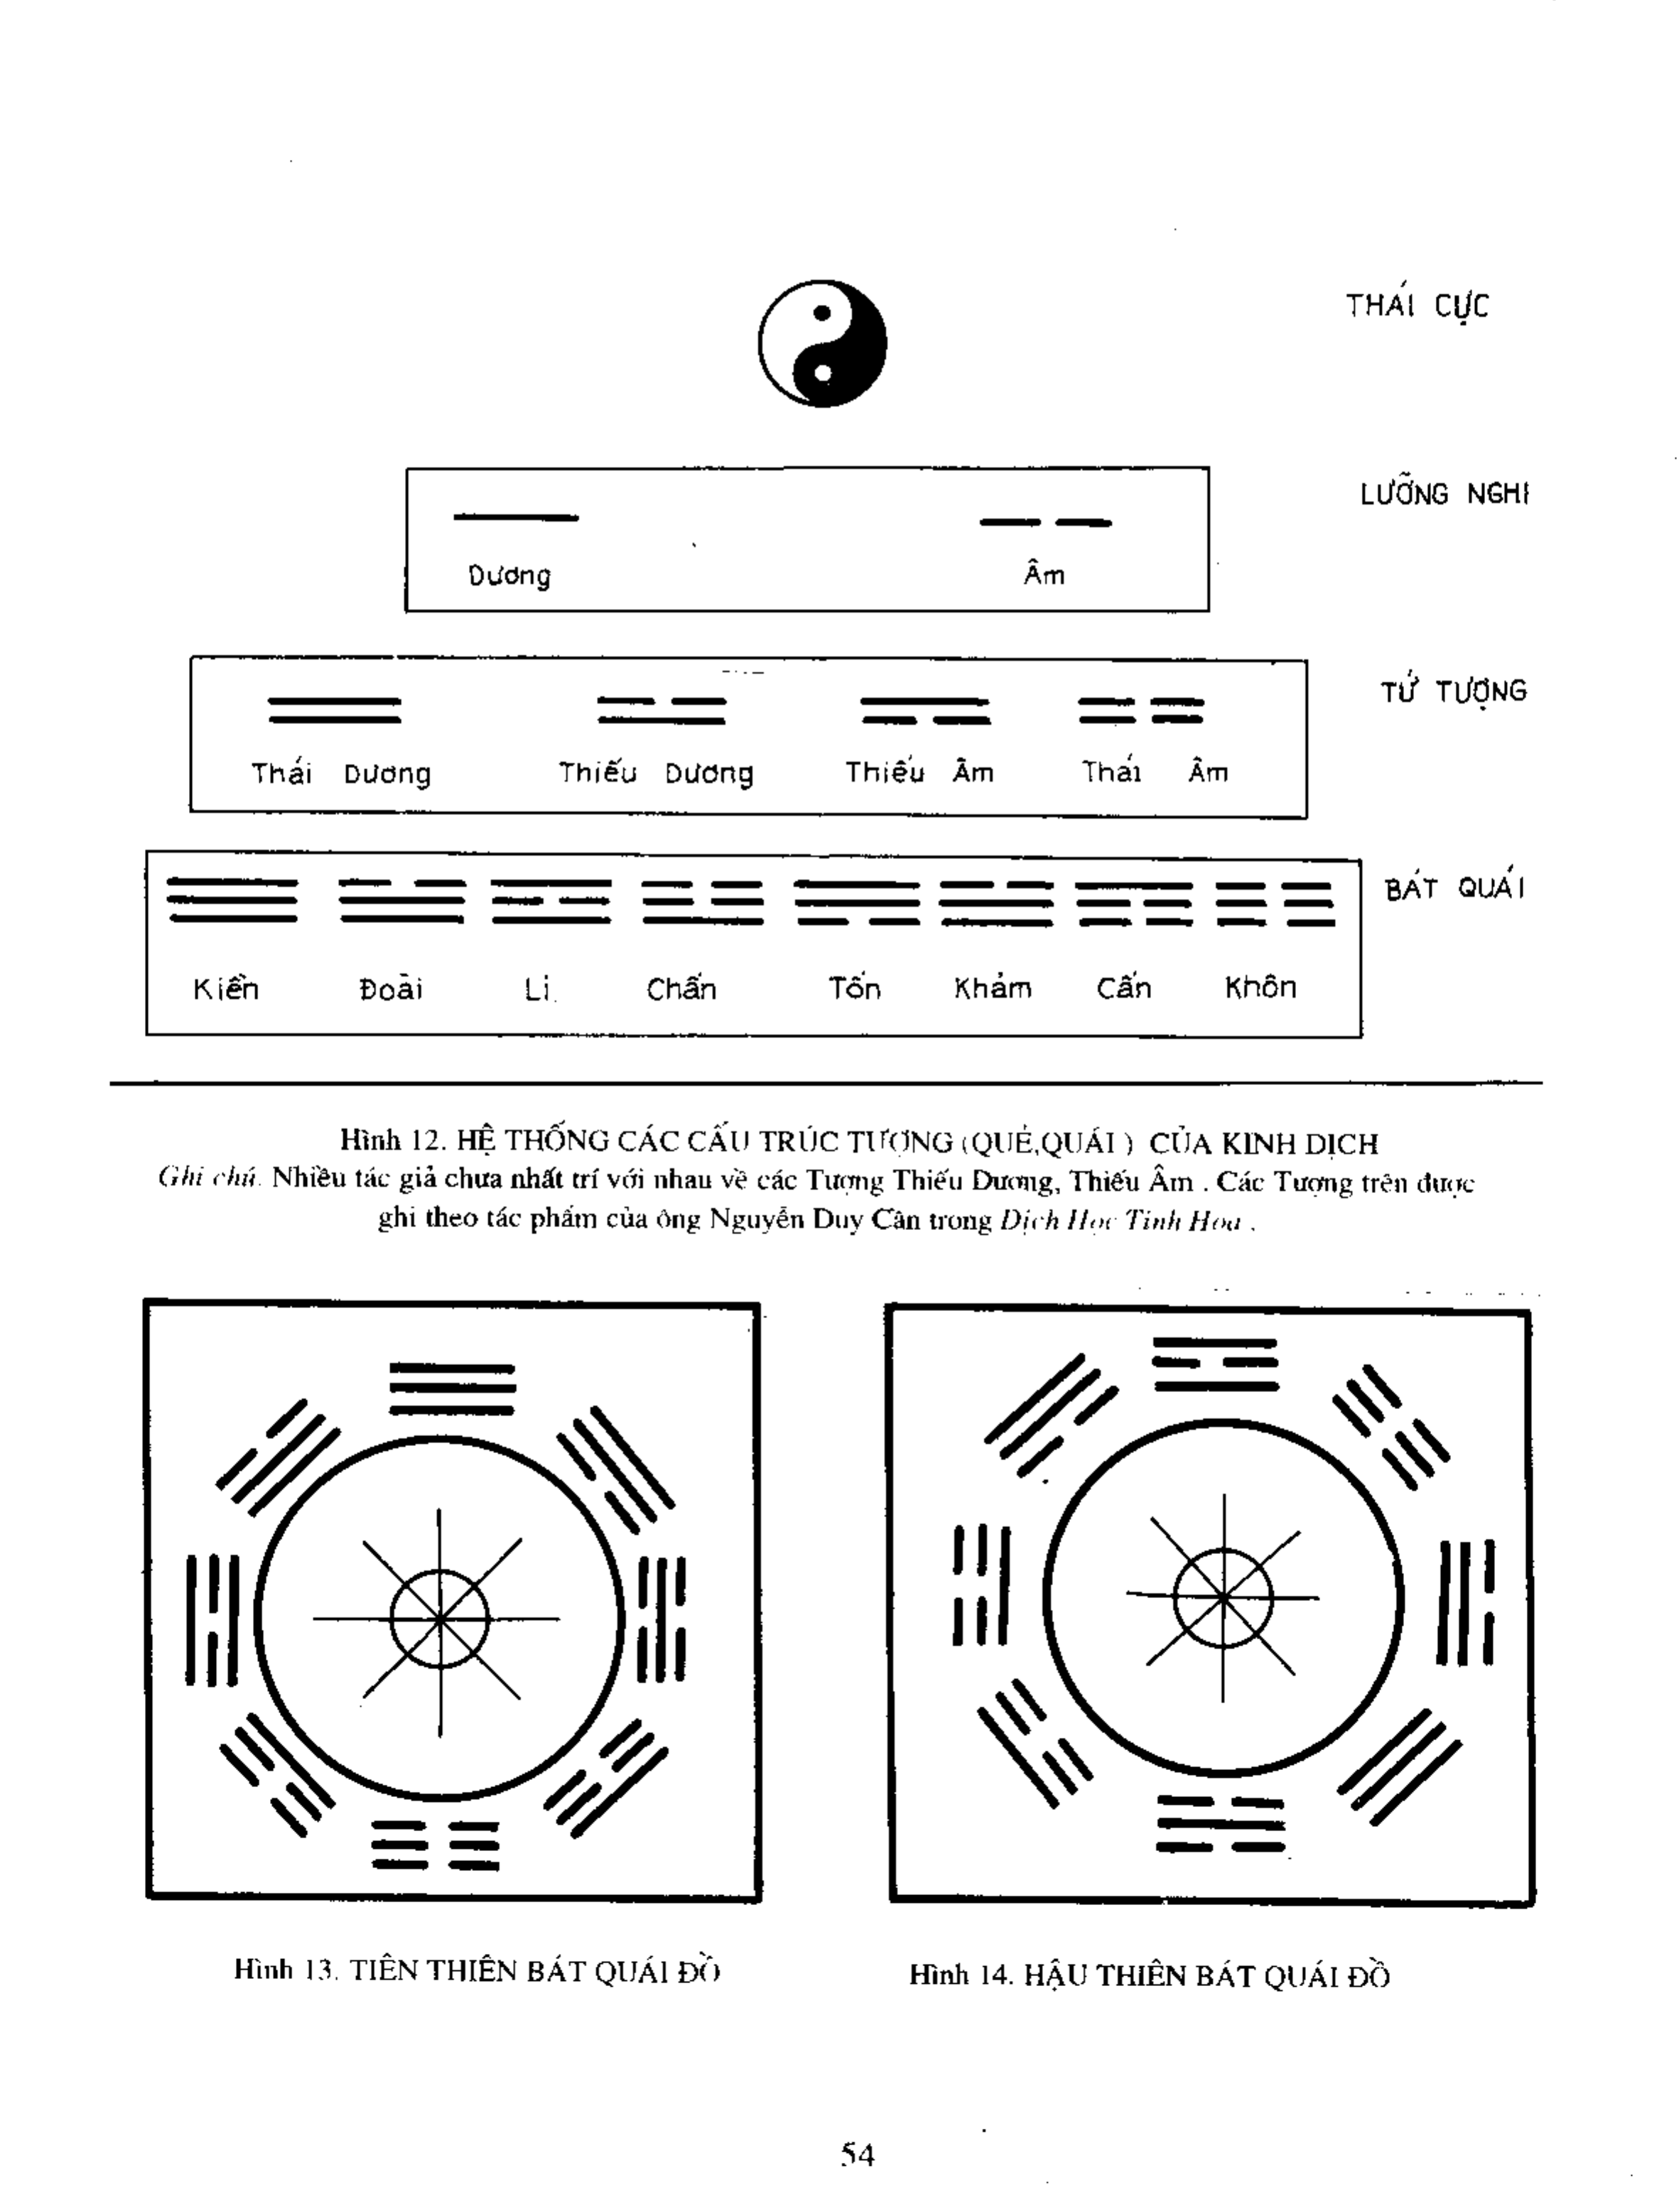 THÁI CỰC
LƯỠNG NGHI
Dương Âm
TỨ TƯỢNG
Thái Dương Thiếu Dương Thiếu Âm Thái Âm
BÁT QUÁI
Kiền Đoài Li Chấn Tốn Khảm Cấn Khôn
Hình 12. HỆ THỐNG CÁC CẤU TRÚC TƯỢNG (QUẺ,QUÁI ) CỦA KINH DỊCH
Ghi chú. Nhiều tác giả chưa nhất trí với nhau về các Tượng Thiếu Dương, Thiếu Âm . Các Tượng trên được
ghi theo tác phẩm của ông Nguyễn Duy Cần trong Dịch Học Tinh Hoa .
Hình 13. TIÊN THIÊN BÁT QUÁI ĐỒ
Hình 14. HẬU THIÊN BÁT QUÁI ĐỒ
54